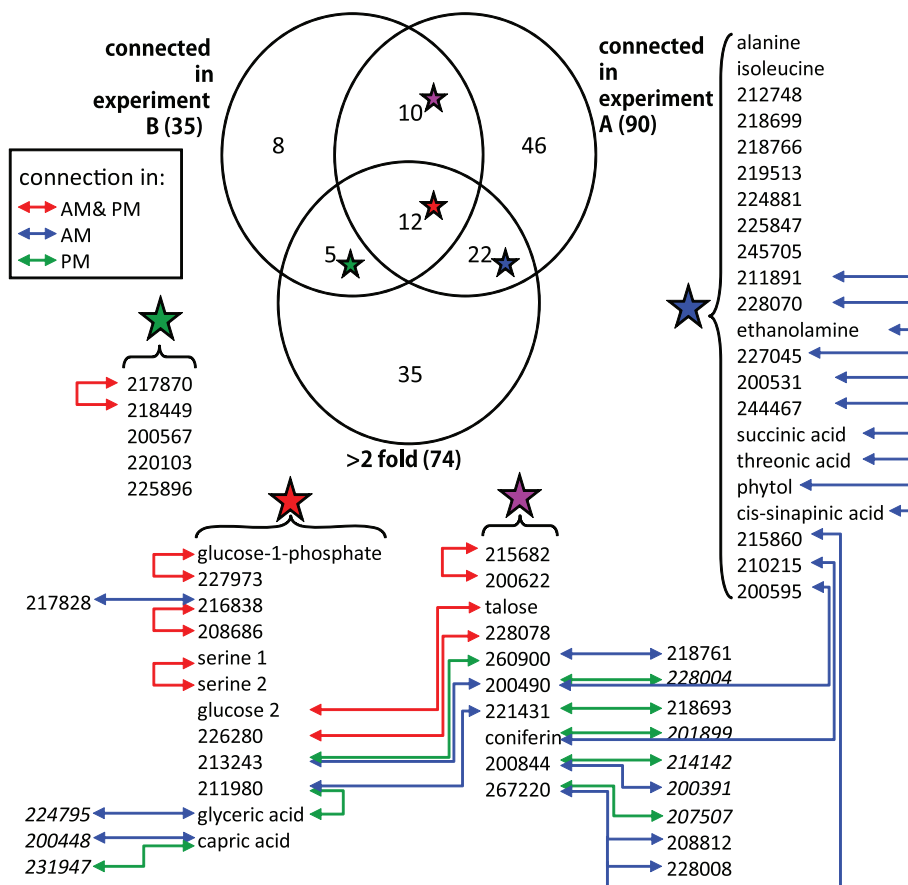 connected
in
experiment
B (35)
connected
in
experiment
A (90)
10
8
46
12
5
22
35
>2 fold (74)
connection in:
AM& PM
AM
PM
217870
218449
200567
220103
225896
glucose-1-phosphate
227973
216838
208686
serine 1
serine 2
glucose 2
226280
213243
211980
glyceric acid
capric acid
217828
224795
200448
231947
215682
200622
talose
228078
260900
200490
221431
coniferin
200844
267220
218761
228004
218693
201899
214142
200391
207507
208812
228008
alanine
isoleucine
212748
218699
218766
219513
224881
225847
245705
211891
228070
ethanolamine
227045
200531
244467
succinic acid
threonic acid
phytol
cis-sinapinic acid
215860
210215
200595